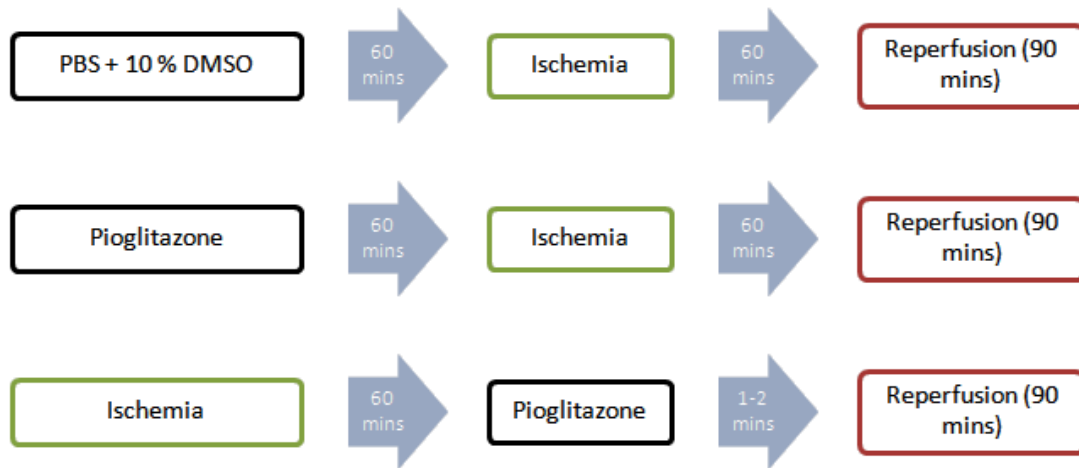 PBS + 10 % DMSO
60
mins
Ischemia
60
mins
Reperfusion (90
mins)
Pioglitazone
60
mins
Ischemia
60
mins
Reperfusion (90
mins)
Ischemia
60
mins
Pioglitazone
1-2
mins
Reperfusion (90
mins)